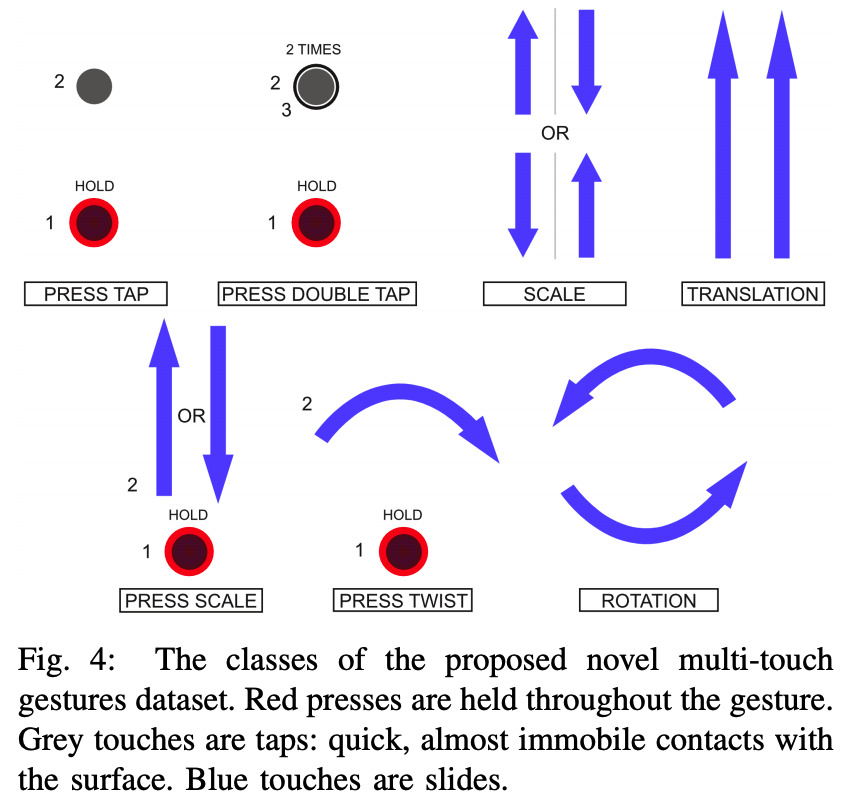 2 TIMES
2
2
3
OR
HOLD
HOLD
1
1
PRESS TAP
PRESS DOUBLE TAP
SCALE
TRANSLATION
OR
2
2
HOLD
HOLD
1
1
PRESS SCALE
PRESS TWIST
ROTATION
Fig. 4: The classes of the proposed novel multi-touch
gestures dataset. Red presses are held throughout the gesture.
Grey touches are taps: quick, almost immobile contacts with
the surface. Blue touches are slides.